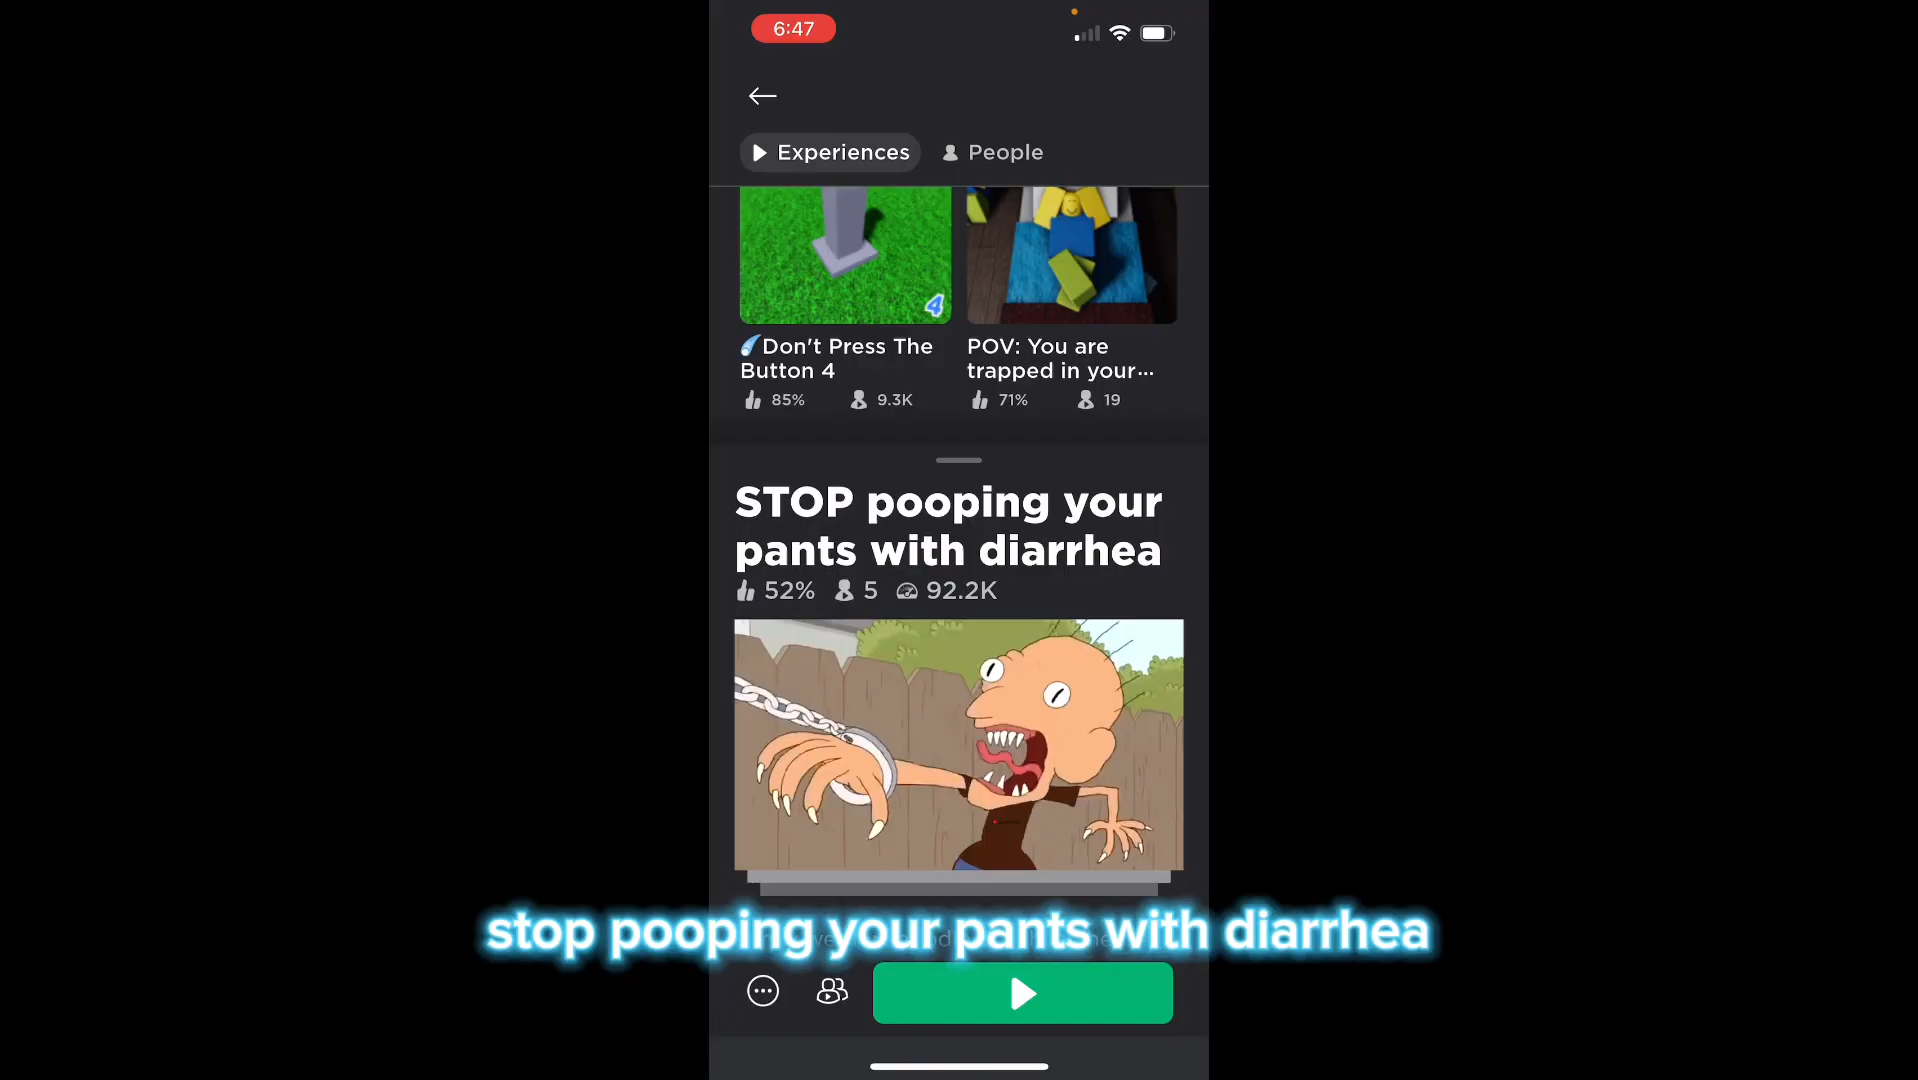 6:47
Experiences
People
4
Don't Press The
Button 4
85%
9.3K
POV: You are
trapped in your...
71%
19
STOP pooping your
pants with diarrhea
52%
5
92.2K
stop pooping your pants with diarrhea